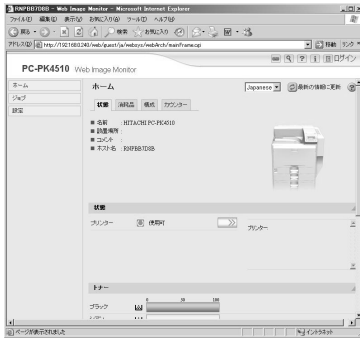 RNPBB7D8B - Web Image Monitor - Microsoft Internet Explorer
ファイル(F) 編集(E) 表示(V) お気に入り(A) ツール(T) ヘルプ(H)
戻る 検索 お気に入り
アドレス(D) http://192.168.0.240/web/guest/ja/websys/webArch/mainFrame.cgi 移動 リンク
ログイン
PC-PK4510 Web Image Monitor
ホーム
ジョブ
設定
ホーム
Japanese 最新の情報に更新
状態 消耗品 構成 カウンター
名前 : HITACHI PC-PK4510
設置場所 :
コメント :
ホスト名 : RNPBB7D8B
状態
プリンター 使用可 プリンター:
トナー
0 50 100
ブラック
ページが表示されました
イントラネット